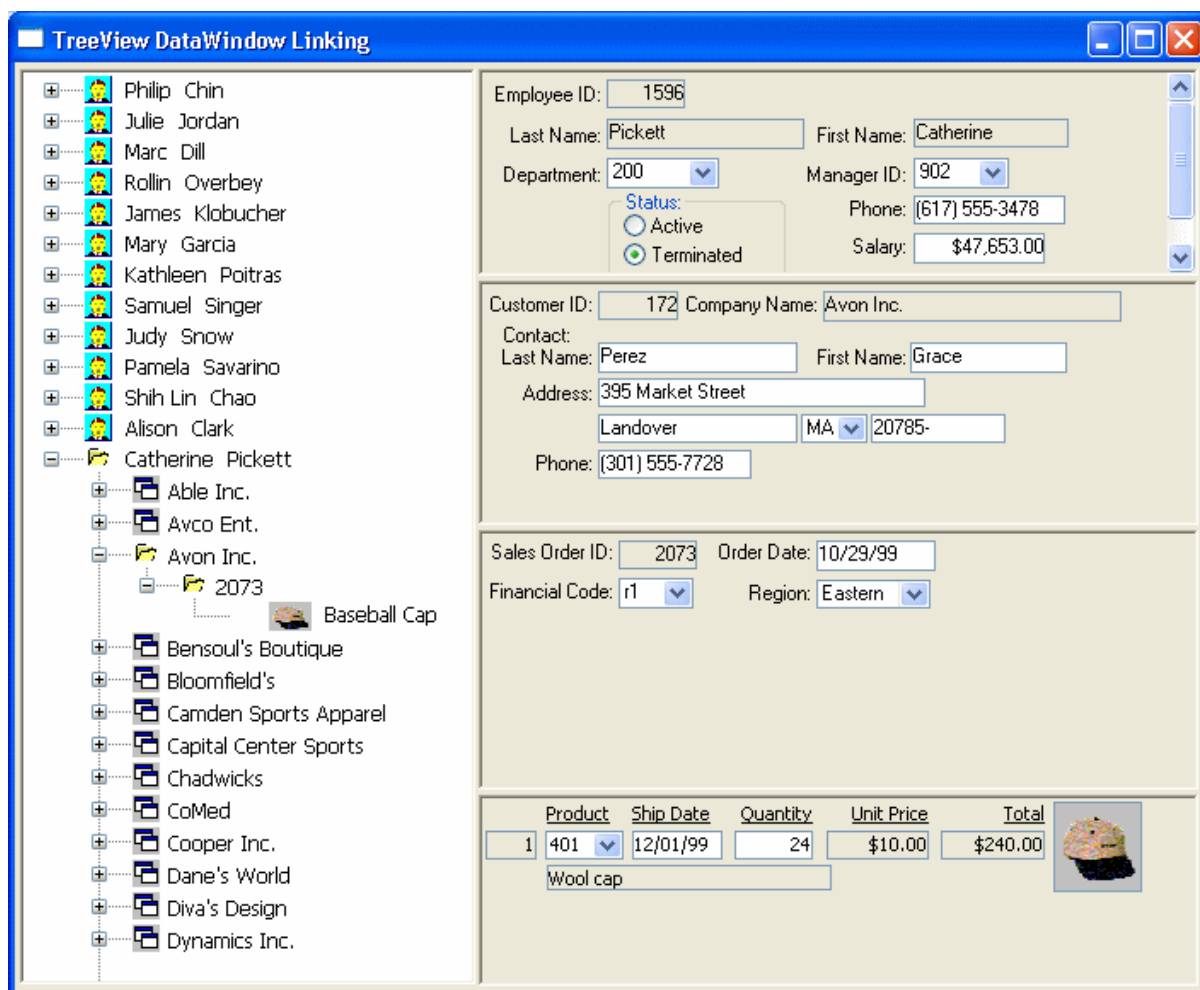 TreeView DataWindow Linking
Philip Chin
Julie Jordan
Marc Dill
Rollin Overbey
James Klobucher
Mary Garcia
Kathleen Poitras
Samuel Singer
Judy Snow
Pamela Savarino
Shih Lin Chao
Alison Clark
Catherine Pickett
Able Inc.
Avco Ent.
Avon Inc.
2073
Baseball Cap
Bensoul's Boutique
Bloomfield's
Camden Sports Apparel
Capital Center Sports
Chadwicks
CoMed
Cooper Inc.
Dane's World
Diva's Design
Dynamics Inc.
Employee ID: 1596
Last Name: Pickett First Name: Catherine
Department: 200 Manager ID: 902
Status: Phone: (617) 555-3478
Active
Terminated Salary: $47,653.00
Customer ID: 172 Company Name: Avon Inc.
Contact:
Last Name: Perez First Name: Grace
Address: 395 Market Street
Landover MA 20785-
Phone: (301) 555-7728
Sales Order ID: 2073 Order Date: 10/29/99
Financial Code: r1 Region: Eastern
Product Ship Date Quantity Unit Price Total
1 401 12/01/99 24 $10.00 $240.00
Wool cap